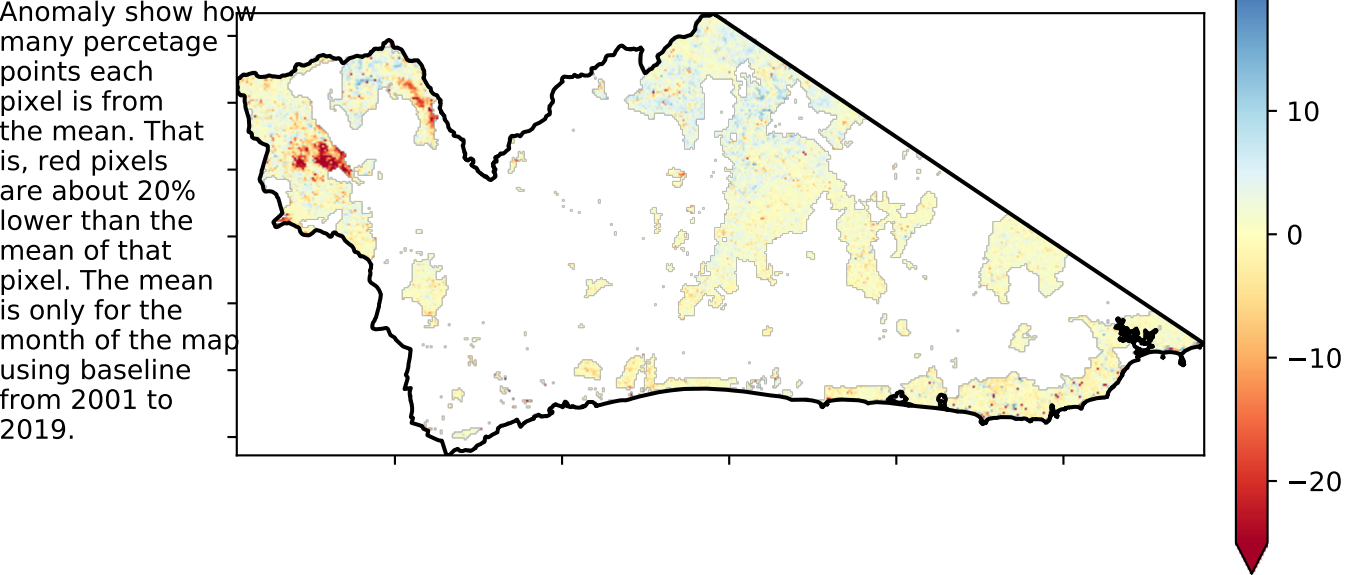 Anomaly show how
many percetage
points each
pixel is from
the mean. That
is, red pixels
are about 20%
lower than the
mean of that
pixel. The mean
is only for the
month of the map
using baseline
from 2001 to
2019.
10
0
−10
−20